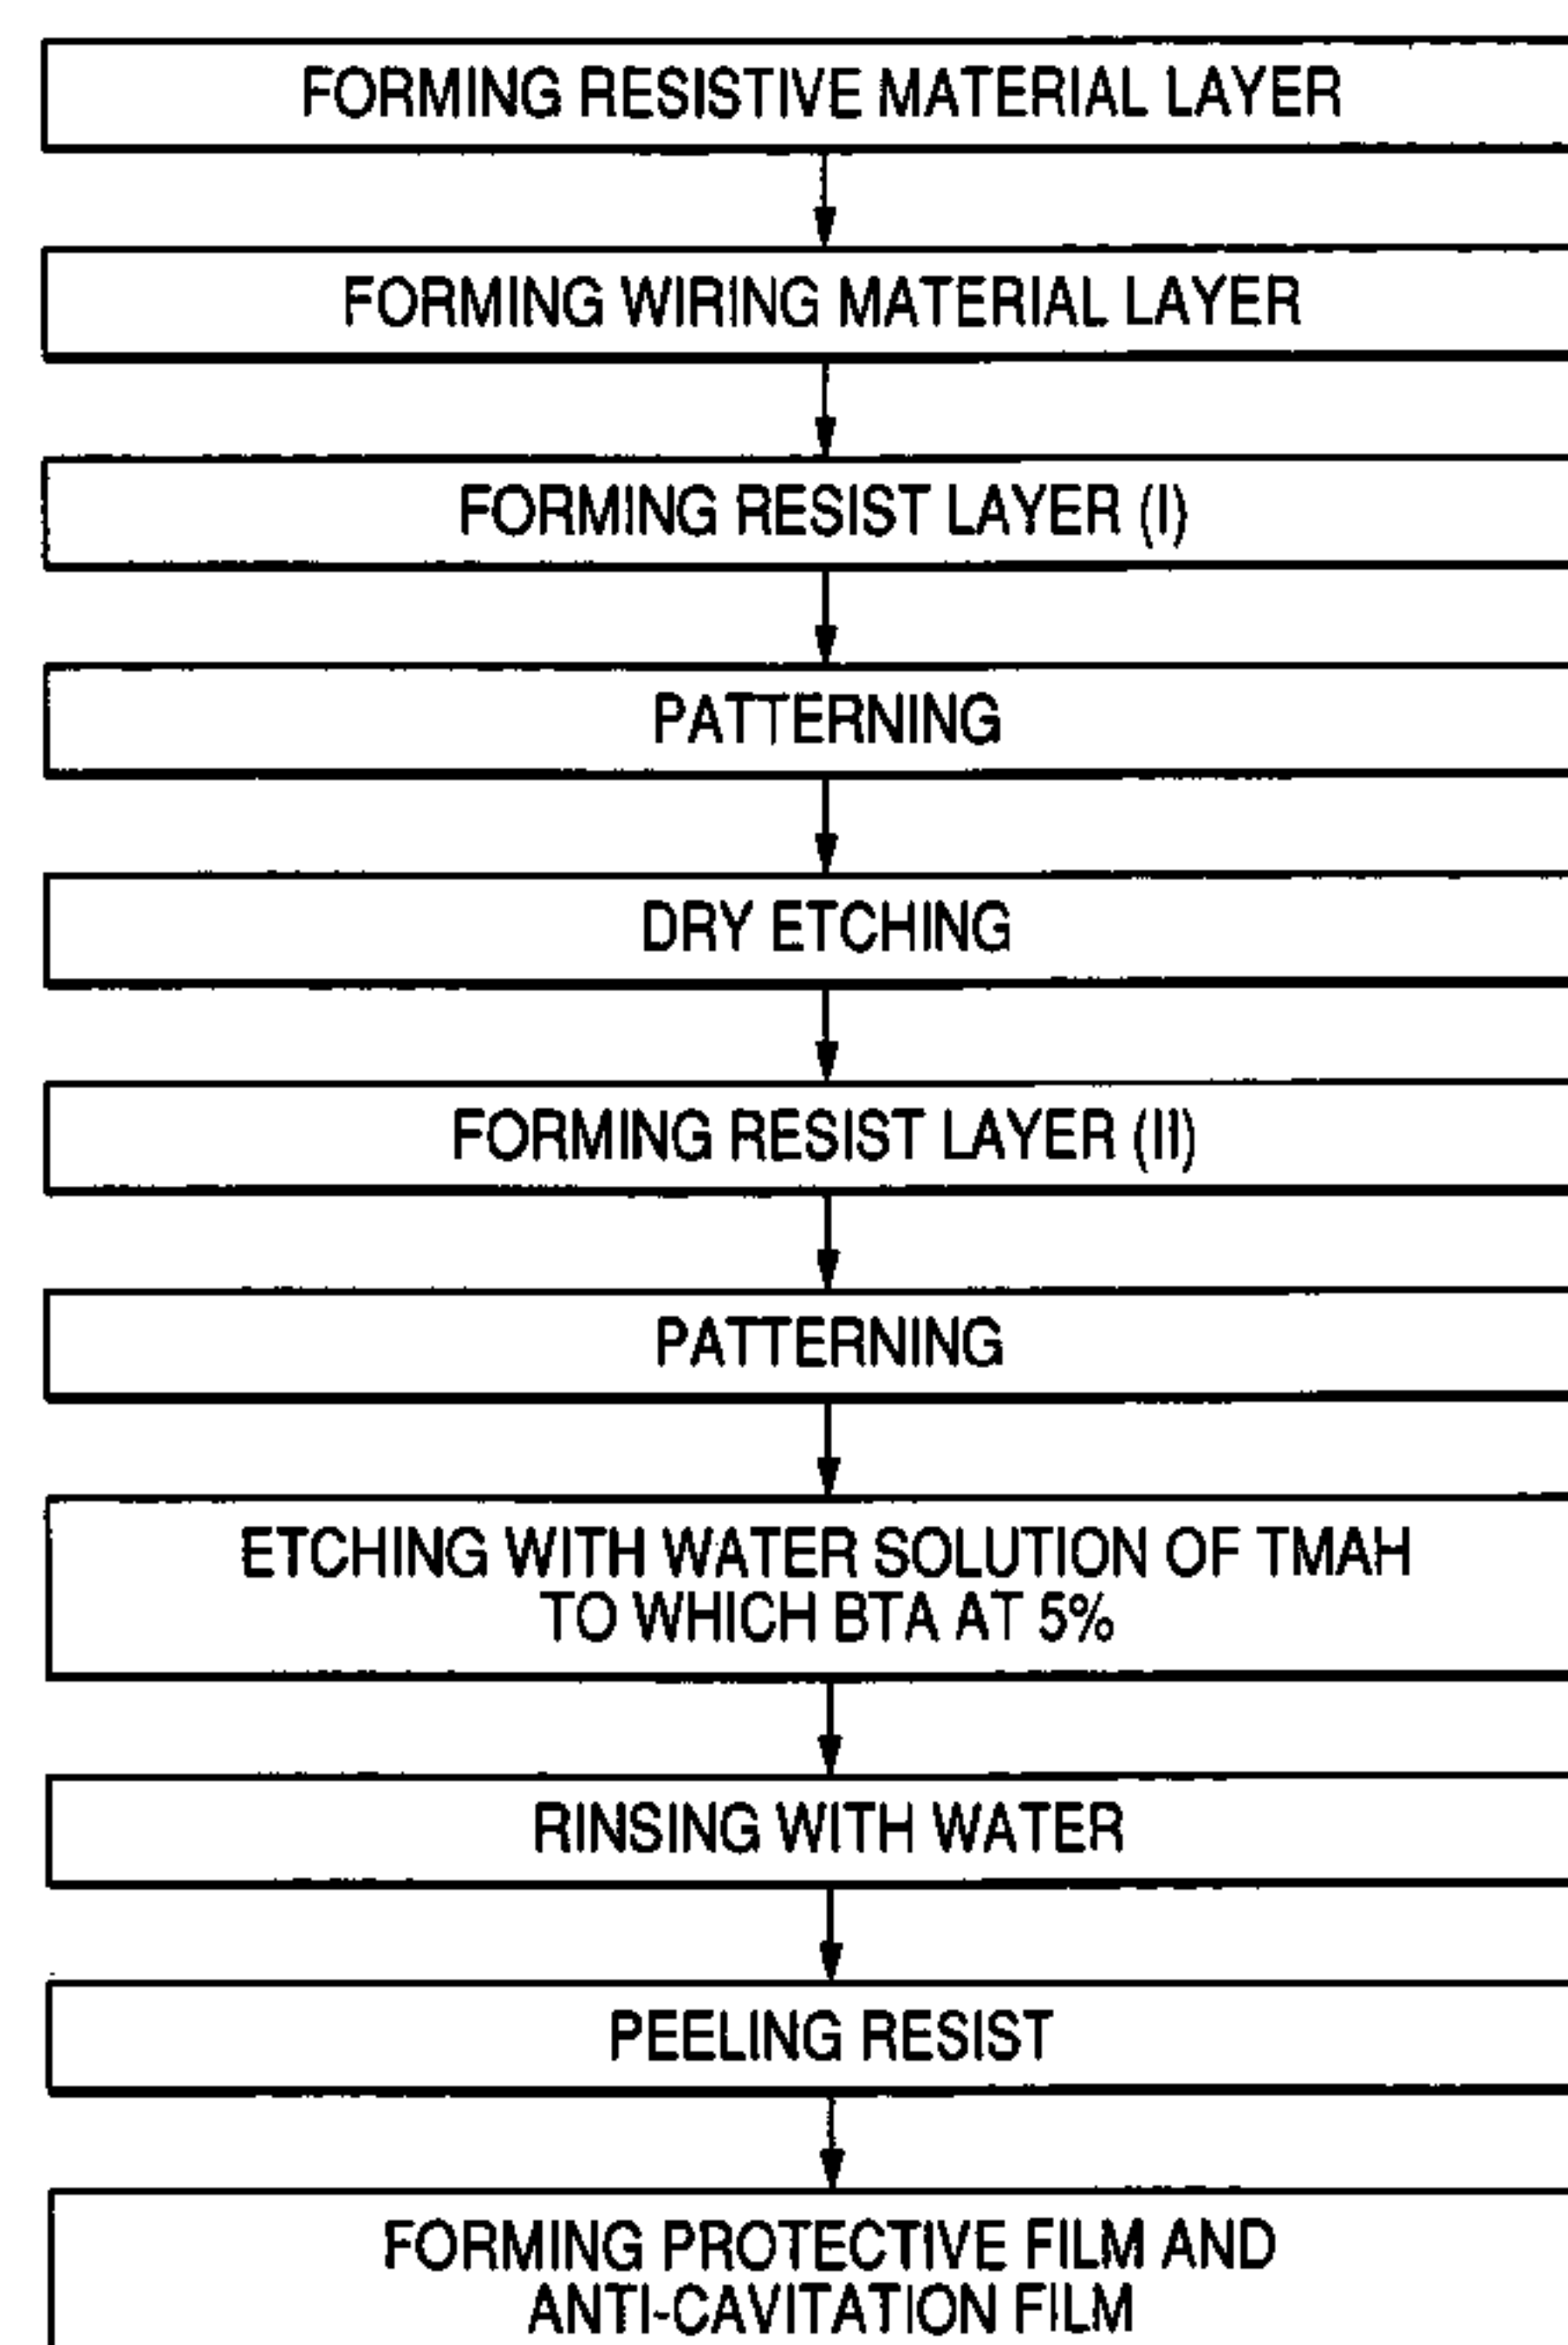 FORMING RESISTIVE MATERIAL LAYER
FORMING WIRING MATERIAL LAYER
FORMING RESIST LAYER (I)
PATTERNING
DRY ETCHING
FORMING RESIST LAYER (II)
PATTERNING
ETCHING WITH WATER SOLUTION OF TMAH
TO WHICH BTA AT 5%
RINSING WITH WATER
PEELING RESIST
FORMING PROTECTIVE FILM AND
ANTI-CAVITATION FILM